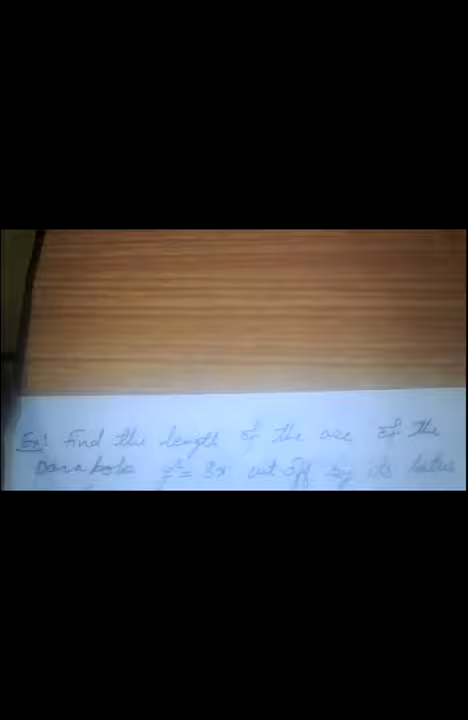 Ex! Find the length of the arc of the
Parabola y²= 8x cut off by its latus